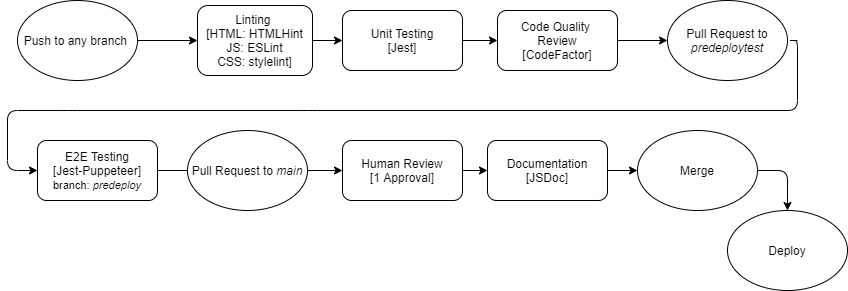 Push to any branch
Linting
[HTML: HTMLHint
JS: ESLint
CSS: stylelint]
Unit Testing
[Jest]
Code Quality
Review
[CodeFactor]
Pull Request to
predeploytest
E2E Testing
[Jest-Puppeteer]
branch: predeploy
Pull Request to main
Human Review
[1 Approval]
Documentation
[JSDoc]
Merge
Deploy